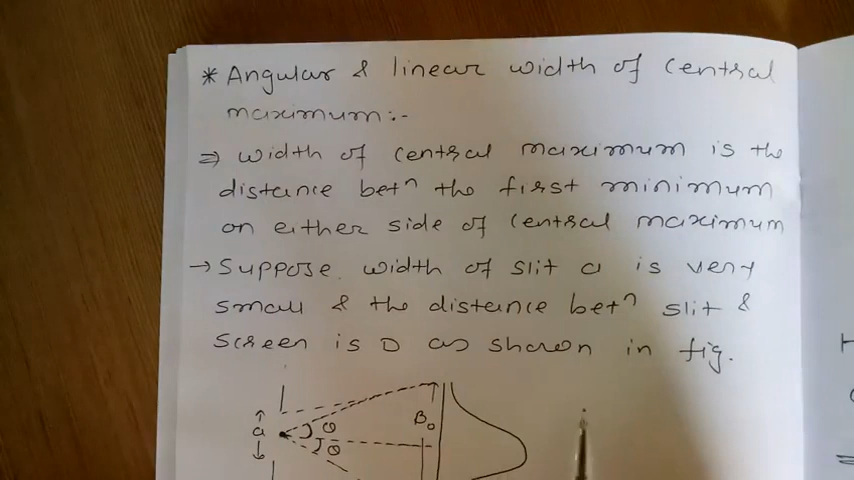 * Angular & linear width of central
maximum:-
⇒ width of central maximum is the
distance betⁿ the first minimum
on either side of central maximum
→ Suppose width of slit a is very
small & the distance betⁿ slit &
screen is D as shown in fig.
a
θ
θ
β₀